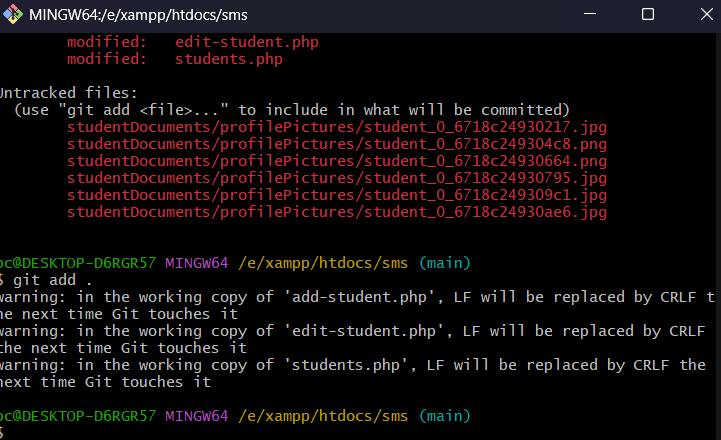 MINGW64:/e/xampp/htdocs/sms
modified: edit-student.php
modified: students.php
Untracked files:
(use "git add <file>..." to include in what will be committed)
studentDocuments/profilePictures/student_0_6718c24930217.jpg
studentDocuments/profilePictures/student_0_6718c249304c8.png
studentDocuments/profilePictures/student_0_6718c24930664.png
studentDocuments/profilePictures/student_0_6718c24930795.jpg
studentDocuments/profilePictures/student_0_6718c249309c1.jpg
studentDocuments/profilePictures/student_0_6718c24930ae6.jpg
pc@DESKTOP-D6RGR57 MINGW64 /e/xampp/htdocs/sms (main)
$ git add .
warning: in the working copy of 'add-student.php', LF will be replaced by CRLF t
he next time Git touches it
warning: in the working copy of 'edit-student.php', LF will be replaced by CRLF
the next time Git touches it
warning: in the working copy of 'students.php', LF will be replaced by CRLF the
next time Git touches it
pc@DESKTOP-D6RGR57 MINGW64 /e/xampp/htdocs/sms (main)
$